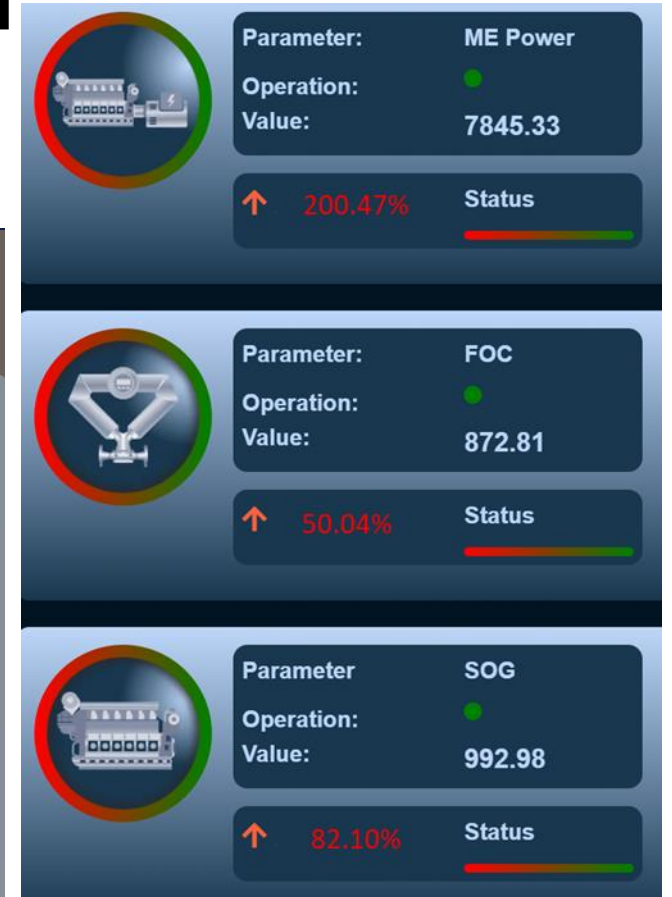 Parameter: ME Power
Operation:
Value: 7845.33
200.47% Status
Parameter: FOC
Operation:
Value: 872.81
50.04% Status
Parameter SOG
Operation:
Value: 992.98
82.10% Status